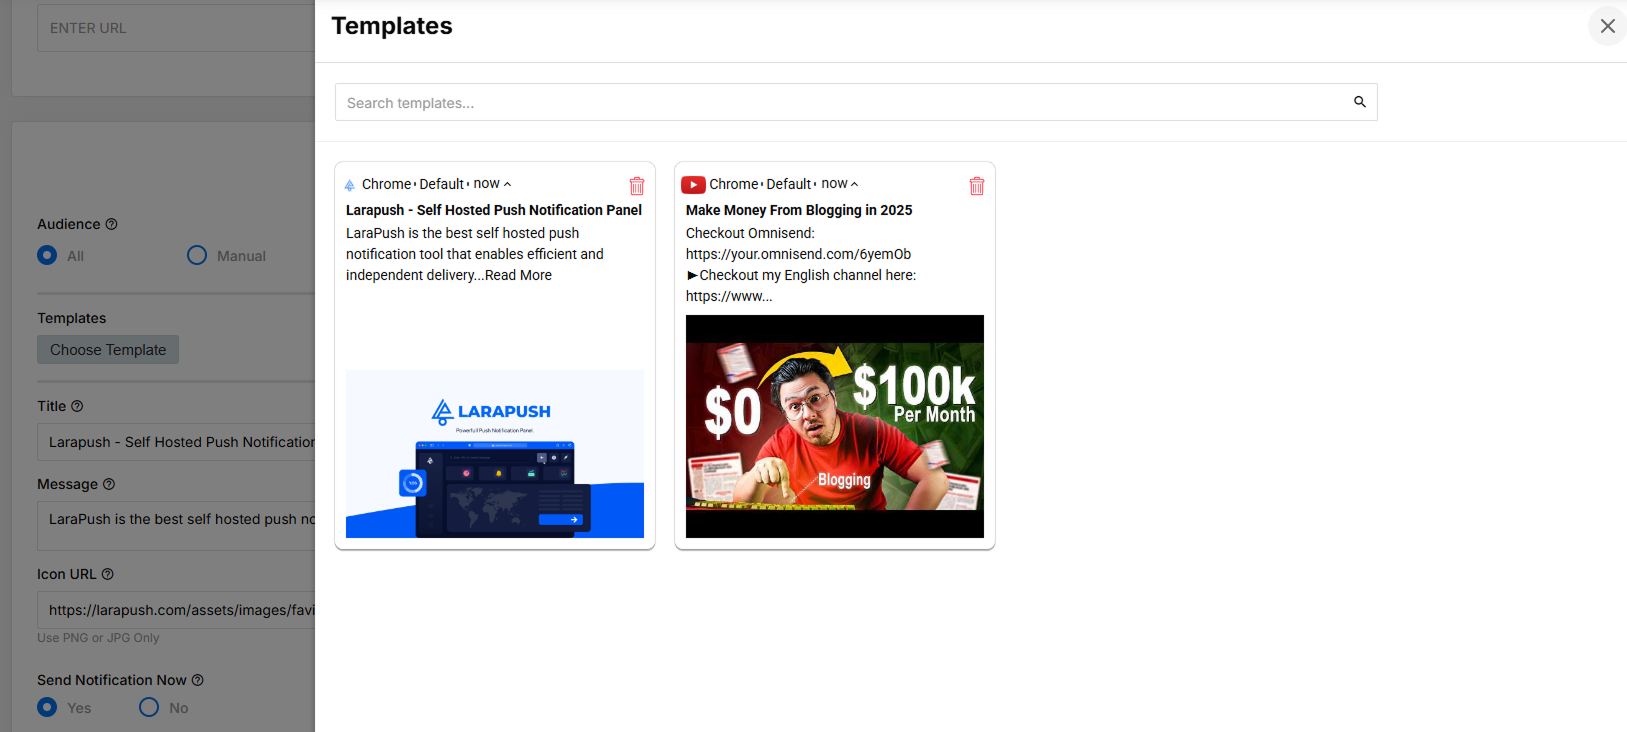 ENTER URL
Audience
All
Manual
Templates
Choose Template
Title
Larapush - Self Hosted Push Notification
Message
LaraPush is the best self hosted push no
Icon URL
https://larapush.com/assets/images/favi
Use PNG or JPG Only
Send Notification Now
Yes
No
Templates
Search templates...
Chrome • Default • now
Larapush - Self Hosted Push Notification Panel
LaraPush is the best self hosted push
notification tool that enables efficient and
independent delivery...Read More
LARAPUSH
Powerfull Push Notification Panel.
Chrome • Default • now
Make Money From Blogging in 2025
Checkout Omnisend:
https://your.omnisend.com/6yemOb
►Checkout my English channel here:
https://www...
$0
$100k
Per Month
Blogging